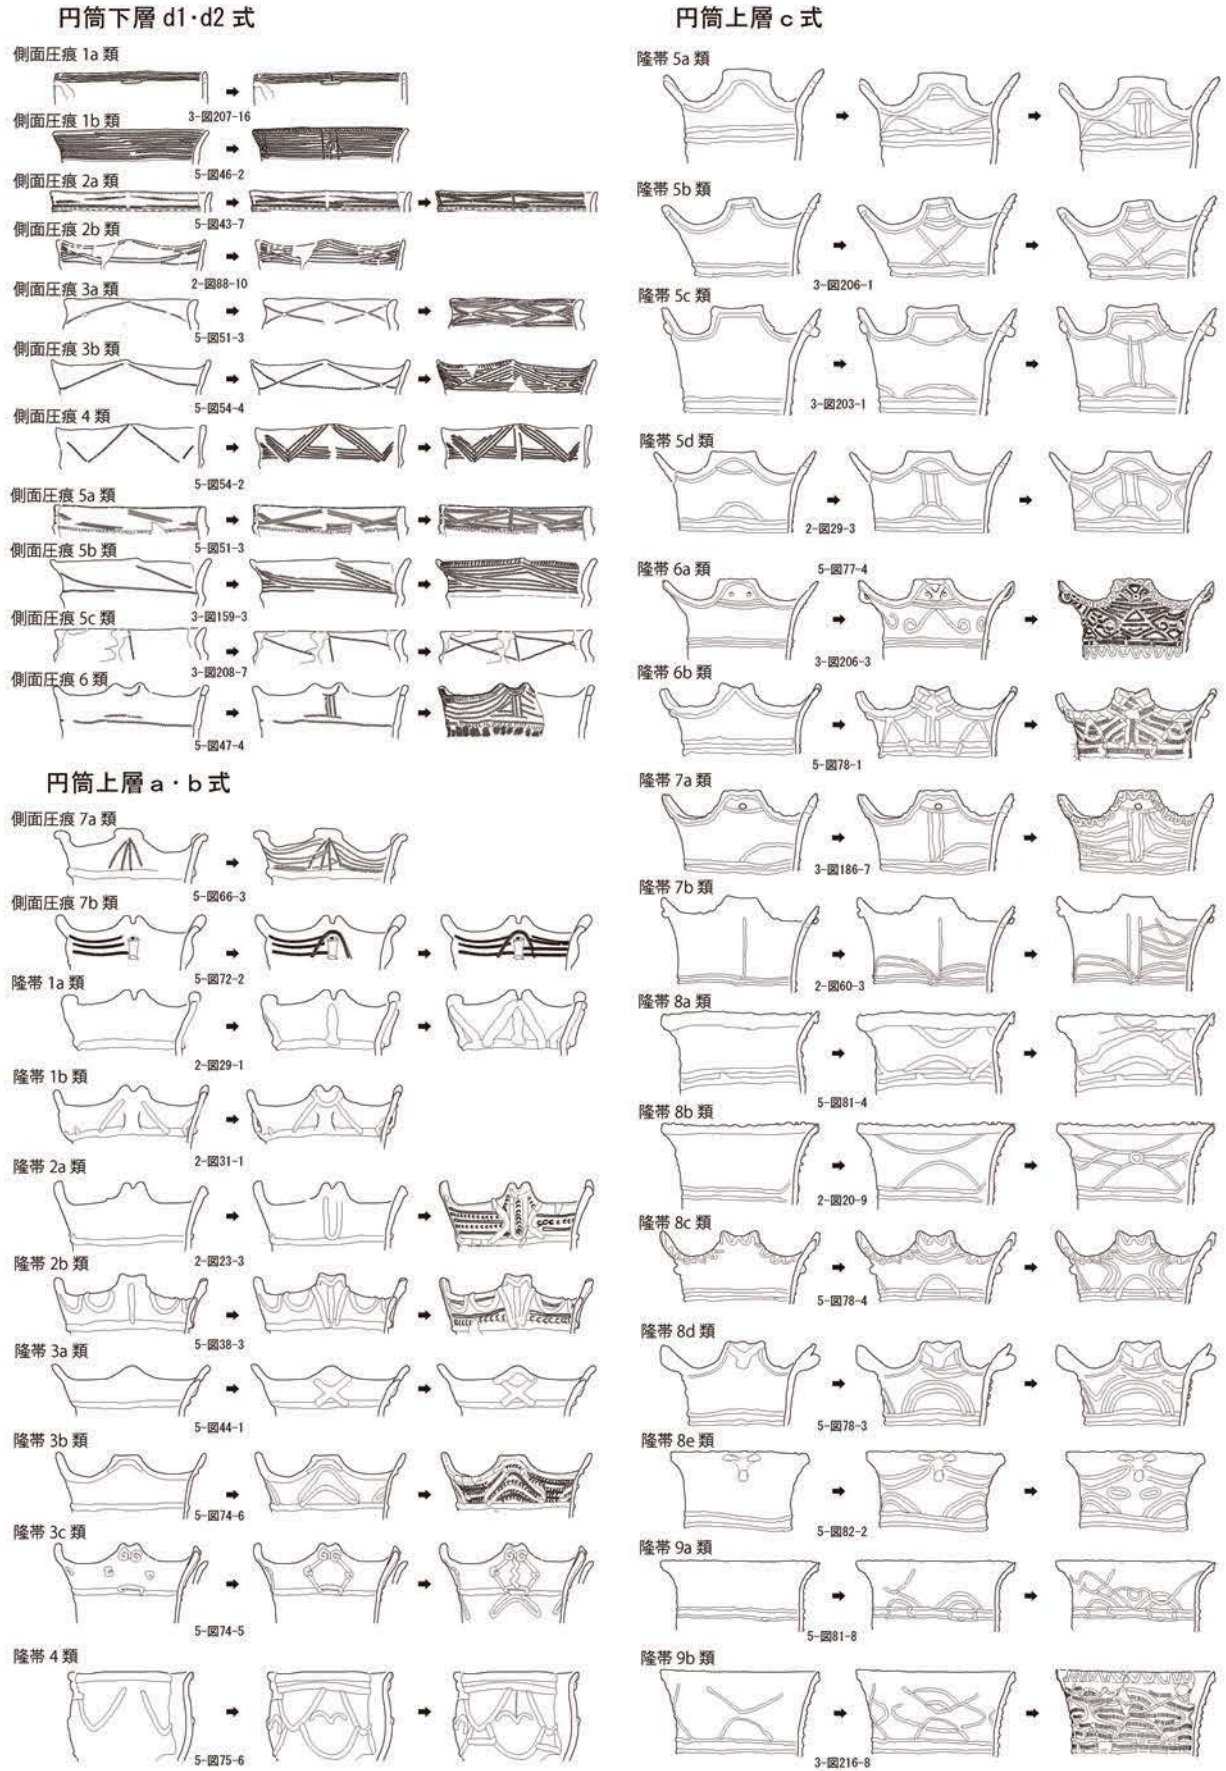 円筒下層 d1・d2 式
側面圧痕 1a 類
3-図207-16
側面圧痕 1b 類
5-図46-2
側面圧痕 2a 類
5-図43-7
側面圧痕 2b 類
2-図88-10
側面圧痕 3a 類
5-図51-3
側面圧痕 3b 類
5-図54-4
側面圧痕 4 類
5-図54-2
側面圧痕 5a 類
5-図51-3
側面圧痕 5b 類
3-図159-3
側面圧痕 5c 類
3-図208-7
側面圧痕 6 類
5-図47-4
円筒上層 a・b 式
側面圧痕 7a 類
5-図66-3
側面圧痕 7b 類
5-図72-2
隆帯 1a 類
2-図29-1
隆帯 1b 類
2-図31-1
隆帯 2a 類
2-図23-3
隆帯 2b 類
5-図38-3
隆帯 3a 類
5-図44-1
隆帯 3b 類
5-図74-6
隆帯 3c 類
5-図74-5
隆帯 4 類
5-図75-6
円筒上層 c 式
隆帯 5a 類
隆帯 5b 類
3-図206-1
隆帯 5c 類
3-図203-1
隆帯 5d 類
2-図29-3
隆帯 6a 類
5-図77-4
3-図206-3
隆帯 6b 類
5-図78-1
隆帯 7a 類
3-図186-7
隆帯 7b 類
2-図60-3
隆帯 8a 類
5-図81-4
隆帯 8b 類
2-図20-9
隆帯 8c 類
5-図78-4
隆帯 8d 類
5-図78-3
隆帯 8e 類
5-図82-2
隆帯 9a 類
5-図81-8
隆帯 9b 類
3-図216-8